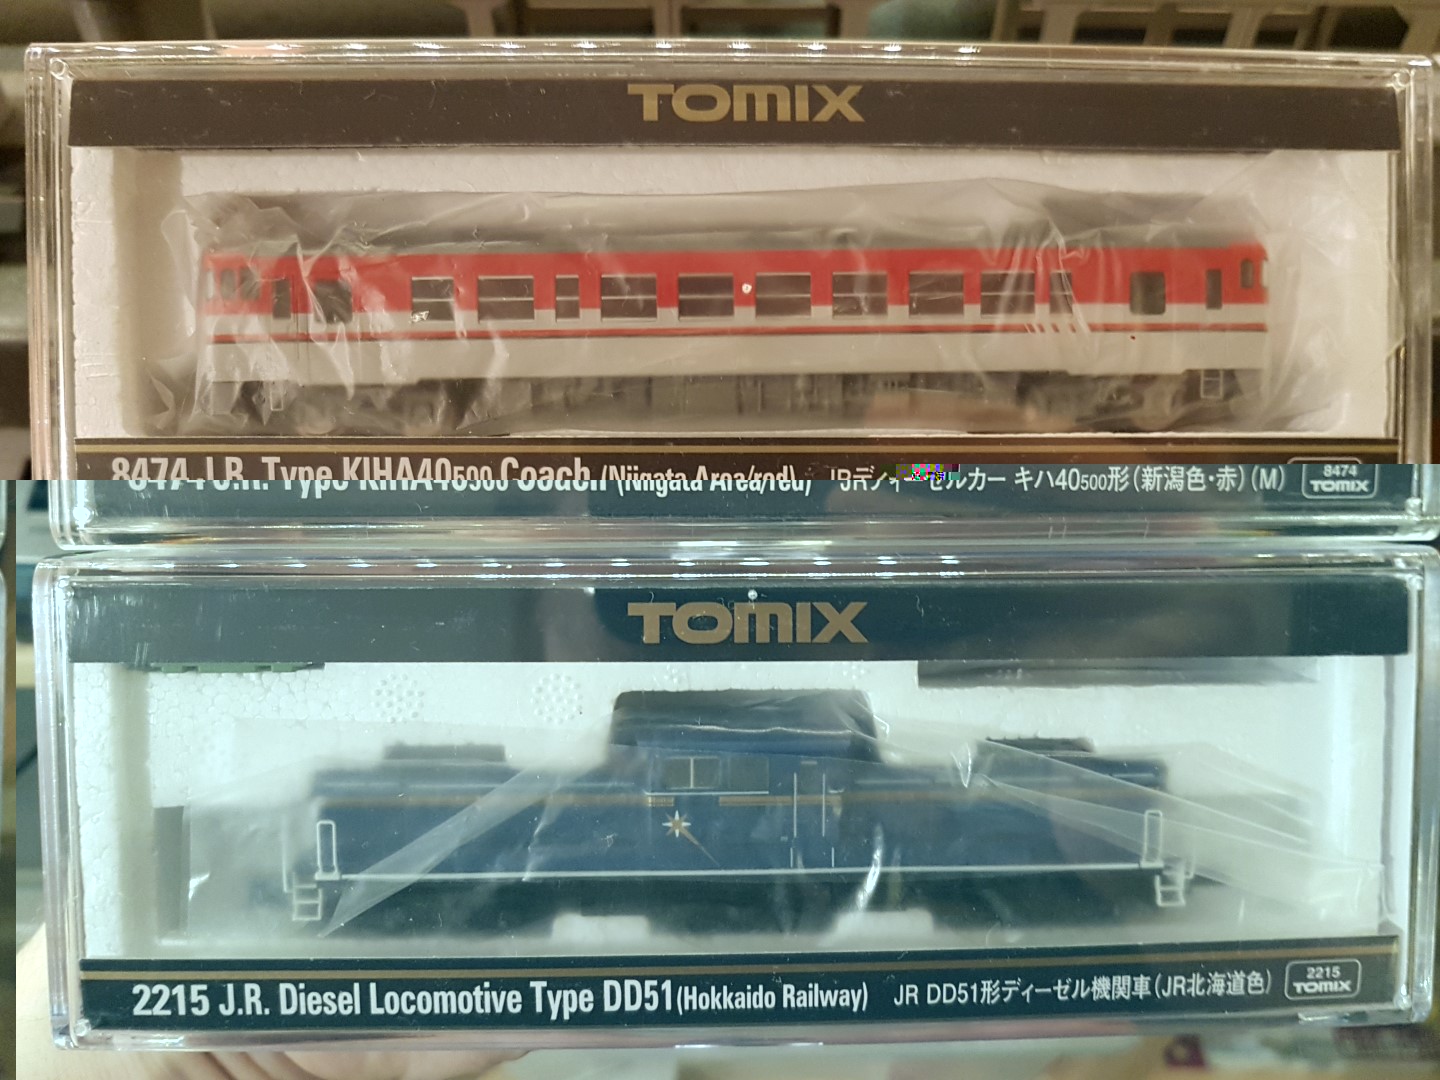 TOMIX
8474 J.R. Type KIHA40500 Coach (Niigata Area/red) JRディーゼルカー キハ40500形(新潟色・赤)(M) 8474 TOMIX
TOMIX
2215 J.R. Diesel Locomotive Type DD51(Hokkaido Railway) JR DD51形ディーゼル機関車(JR北海道色) 2215 TOMIX